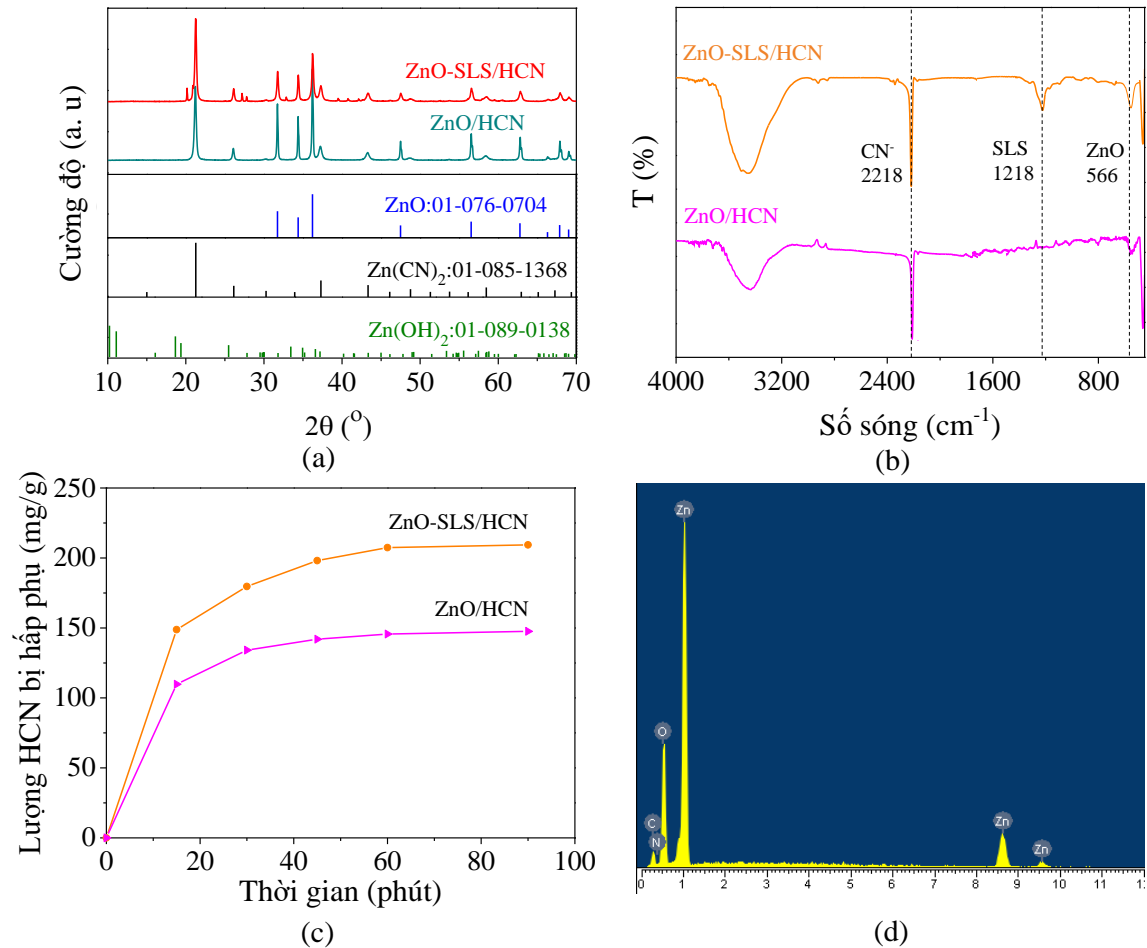 ZnO-SLS/HCN
ZnO/HCN
ZnO:01-076-0704
Zn(CN)₂:01-085-1368
Zn(OH)₂:01-089-0138
Cường độ (a. u)
10 20 30 40 50 60 70
2θ (°)
(a)
ZnO-SLS/HCN
CN⁻
2218
SLS
1218
ZnO
566
ZnO/HCN
T (%)
4000 3200 2400 1600 800
Số sóng (cm⁻¹)
(b)
250
200
150
100
50
0
Lượng HCN bị hấp phụ (mg/g)
ZnO-SLS/HCN
ZnO/HCN
0 20 40 60 80 100
Thời gian (phút)
(c)
Zn
O
C
N
Zn
Zn
0 1 2 3 4 5 6 7 8 9 10 11 12
(d)